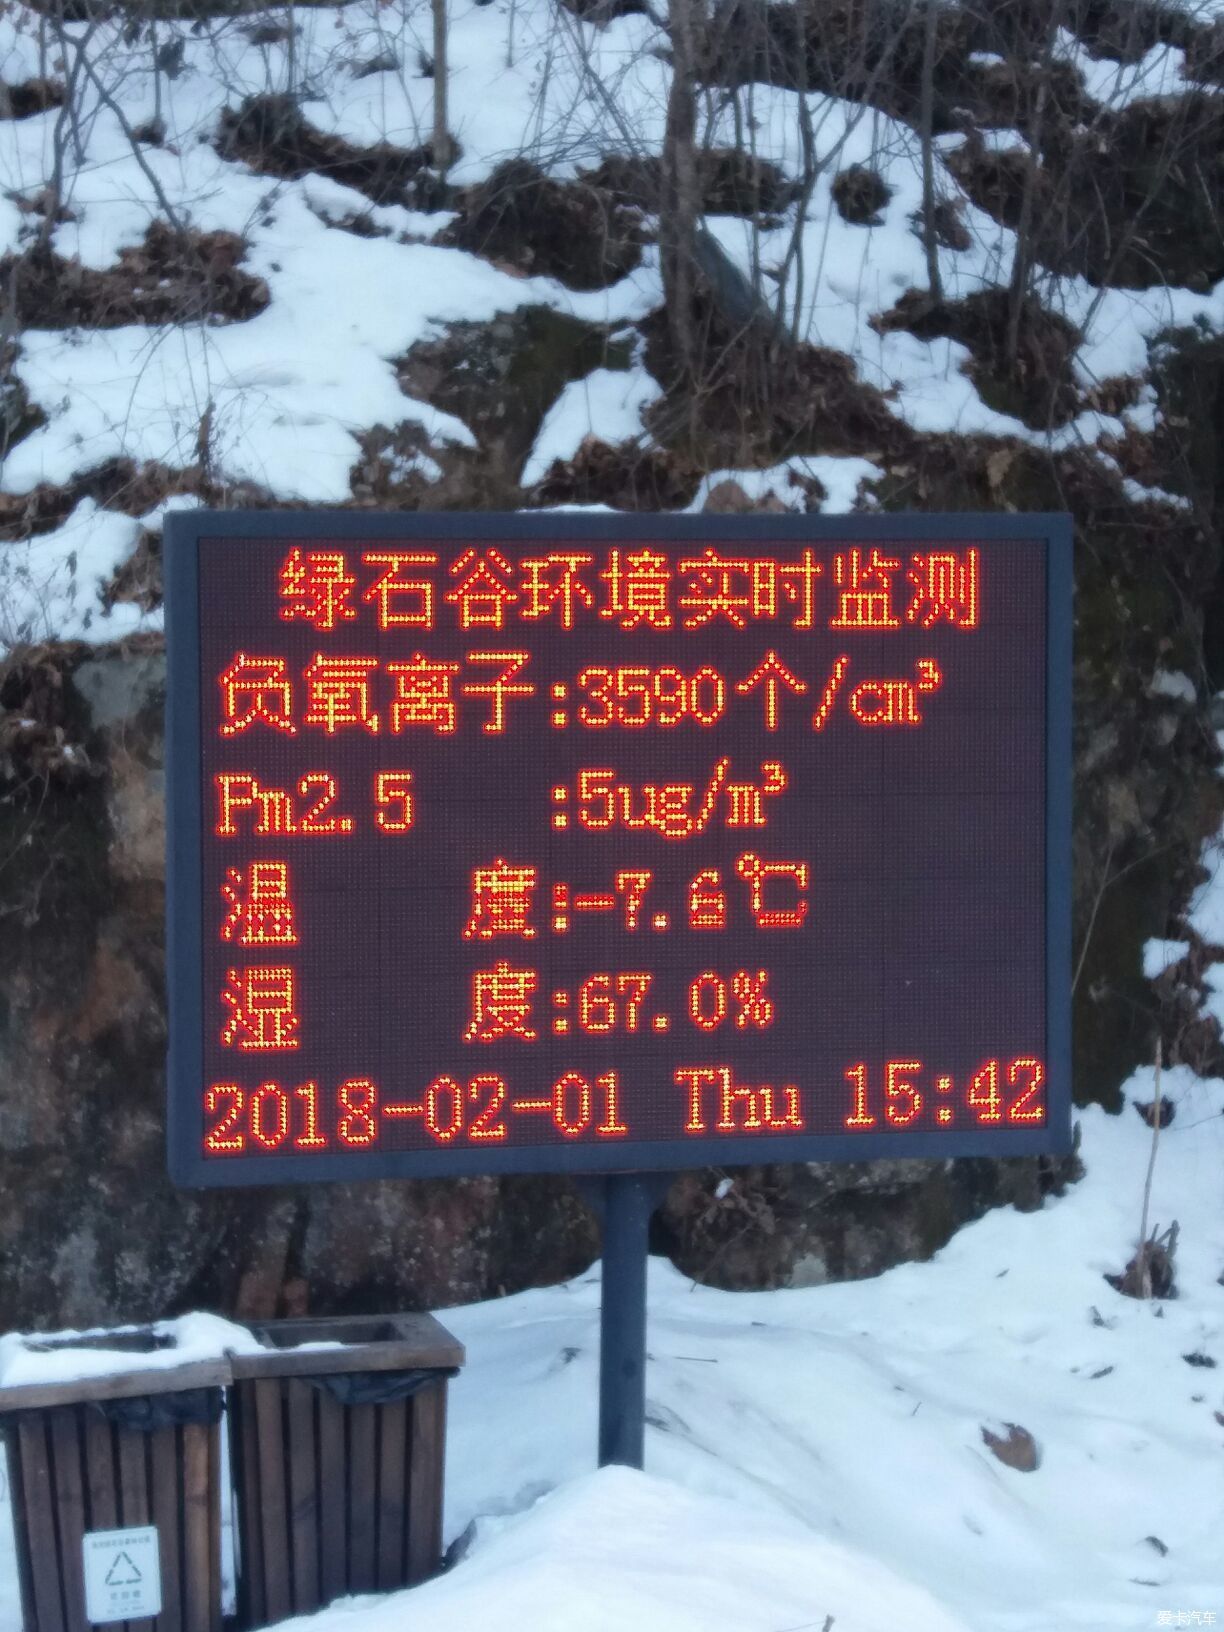 绿石谷环境实时监测
负氧离子:3590个/cm³
Pm2.5 :5ug/m³
温 度:-7.6℃
湿 度:67.0%
2018-02-01 Thu 15:42
爱卡汽车